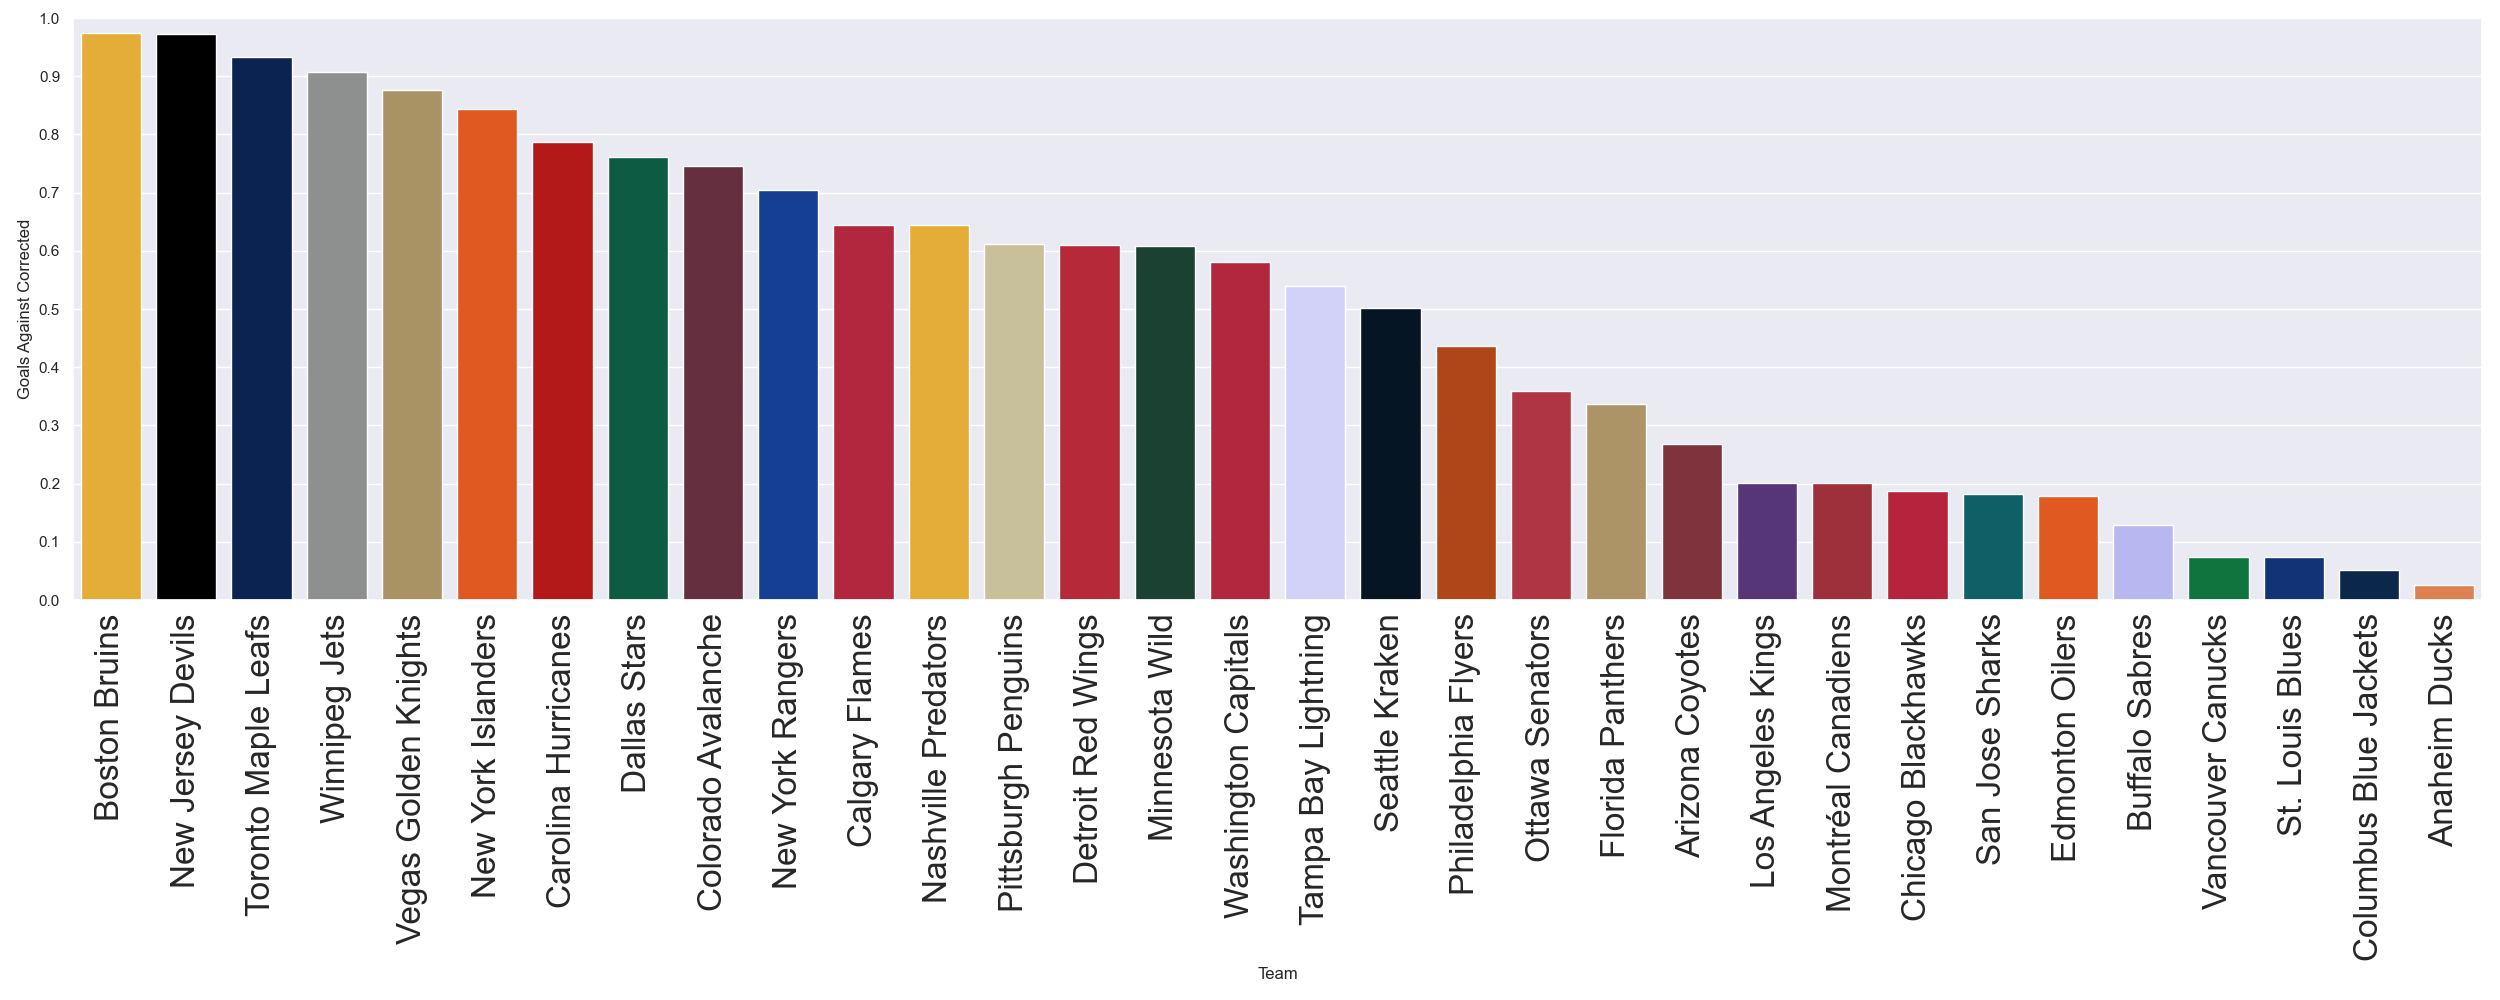 1.0
0.9
0.8
0.7
0.6
0.5
0.4
0.3
0.2
0.1
0.0
Goals Against Corrected
Boston Bruins
New Jersey Devils
Toronto Maple Leafs
Winnipeg Jets
Vegas Golden Knights
New York Islanders
Carolina Hurricanes
Dallas Stars
Colorado Avalanche
New York Rangers
Calgary Flames
Nashville Predators
Pittsburgh Penguins
Detroit Red Wings
Minnesota Wild
Washington Capitals
Tampa Bay Lightning
Seattle Kraken
Philadelphia Flyers
Ottawa Senators
Florida Panthers
Arizona Coyotes
Los Angeles Kings
Montréal Canadiens
Chicago Blackhawks
San Jose Sharks
Edmonton Oilers
Buffalo Sabres
Vancouver Canucks
St. Louis Blues
Columbus Blue Jackets
Anaheim Ducks
Team